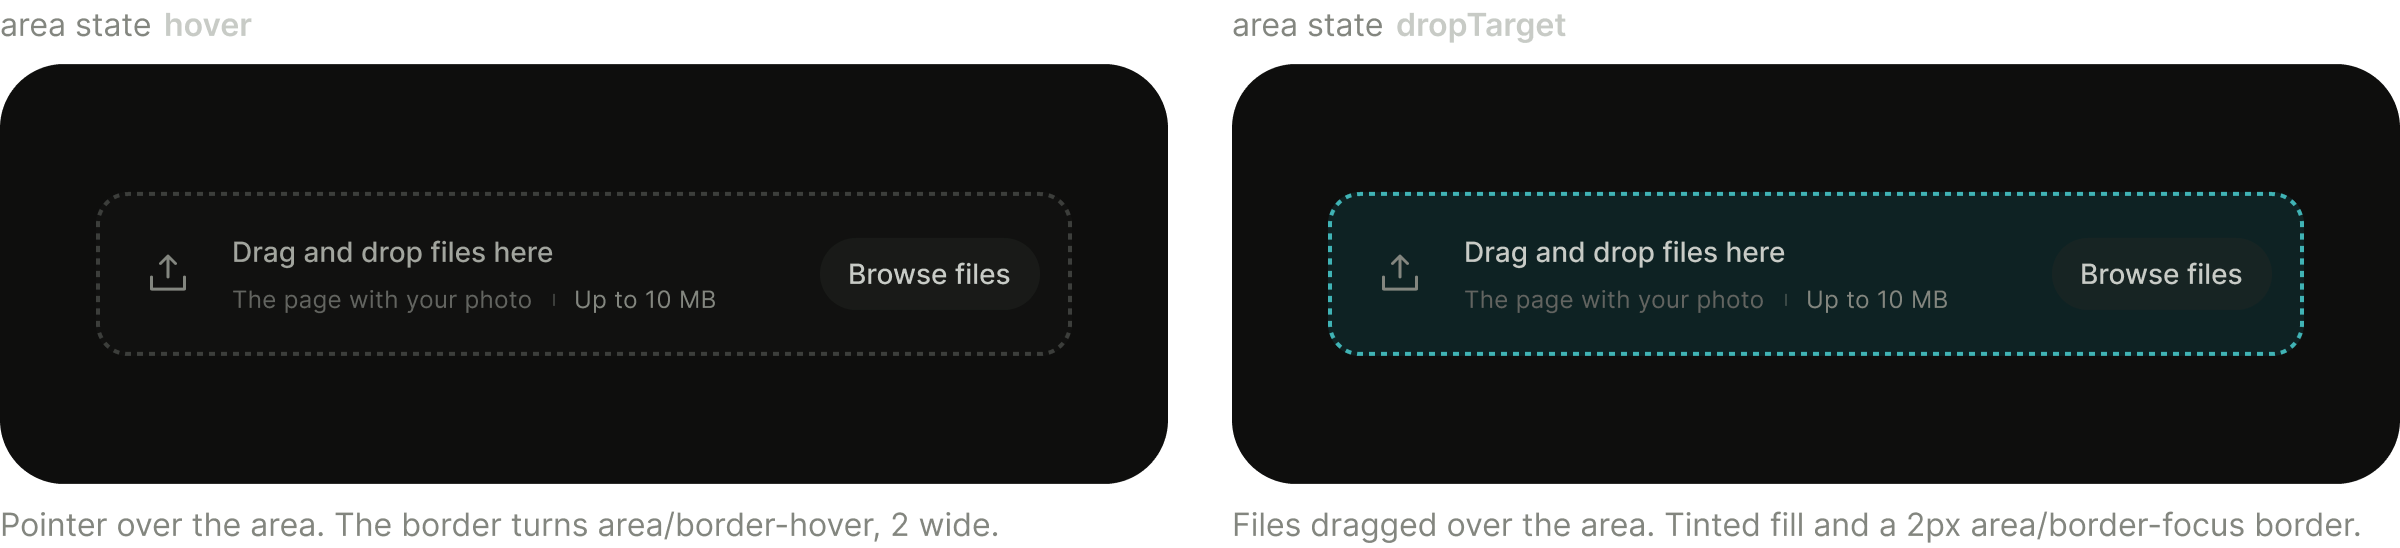 area state hover
Drag and drop files here
The page with your photo | Up to 10 MB
Browse files
Pointer over the area. The border turns area/border-hover, 2 wide.
area state dropTarget
Drag and drop files here
The page with your photo | Up to 10 MB
Browse files
Files dragged over the area. Tinted fill and a 2px area/border-focus border.